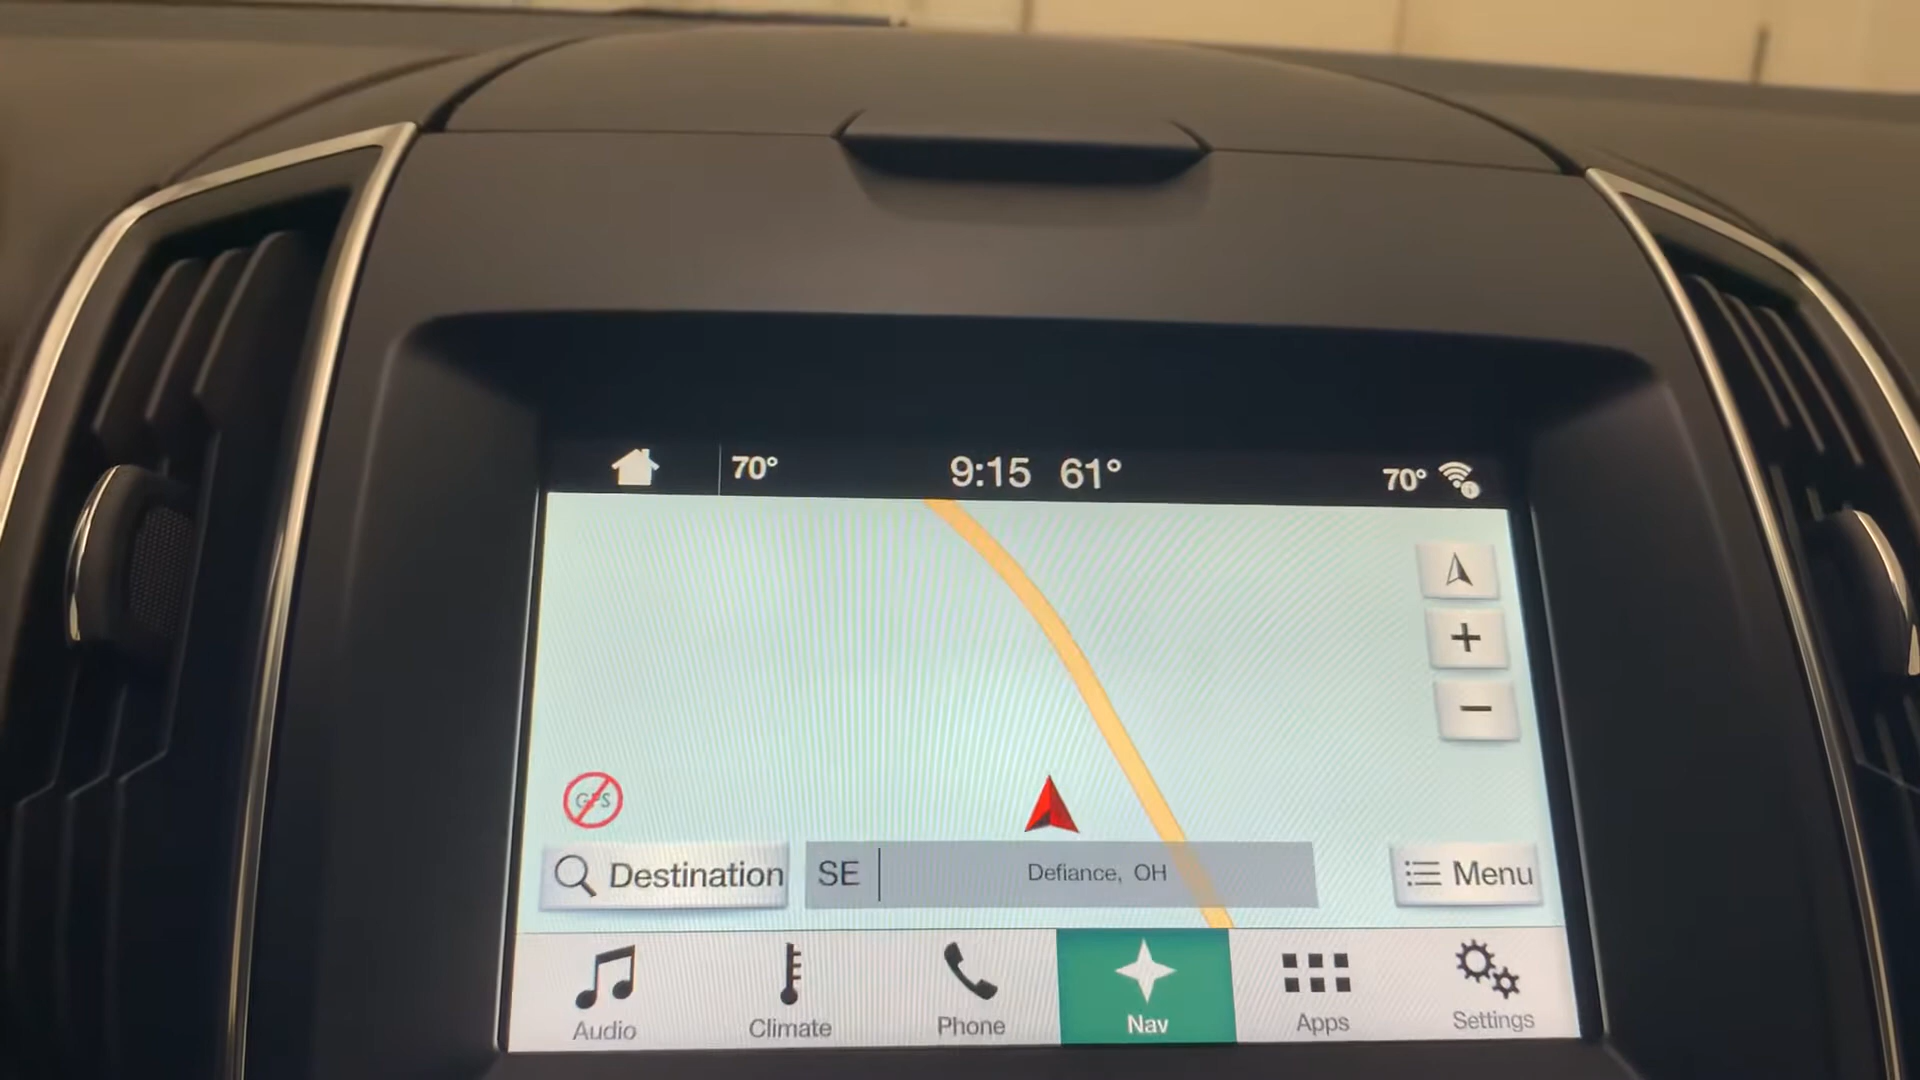 70° 9:15 61° 70°
GPS
Destination SE Defiance, OH Menu
Audio Climate Phone Nav Apps Settings